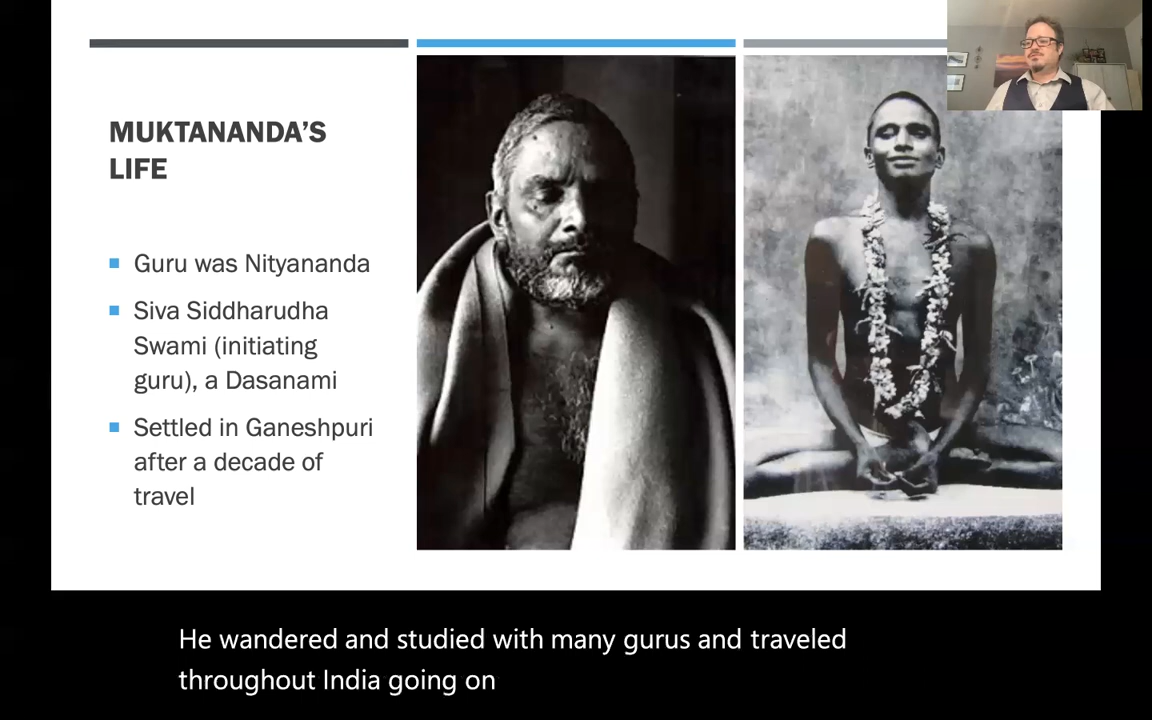 MUKTANANDA’S
LIFE
Guru was Nityananda
Siva Siddharudha
Swami (initiating
guru), a Dasanami
Settled in Ganeshpuri
after a decade of
travel
He wandered and studied with many gurus and traveled
throughout India going on